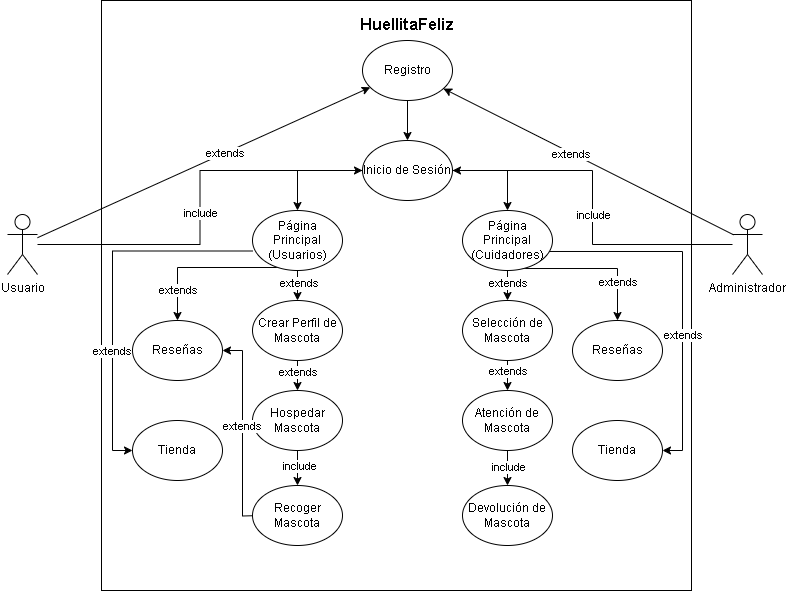 HuellitaFeliz
Registro
extends
extends
Inicio de Sesión
include
include
Página
Principal
(Usuarios)
Página
Principal
(Cuidadores)
Usuario
Administrador
extends
extends
extends
extends
Reseñas
Crear Perfil de
Mascota
Selección de
Mascota
Reseñas
extends
extends
extends
extends
Tienda
Hospedar
Mascota
Atención de
Mascota
Tienda
extends
include
include
Recoger
Mascota
Devolución de
Mascota